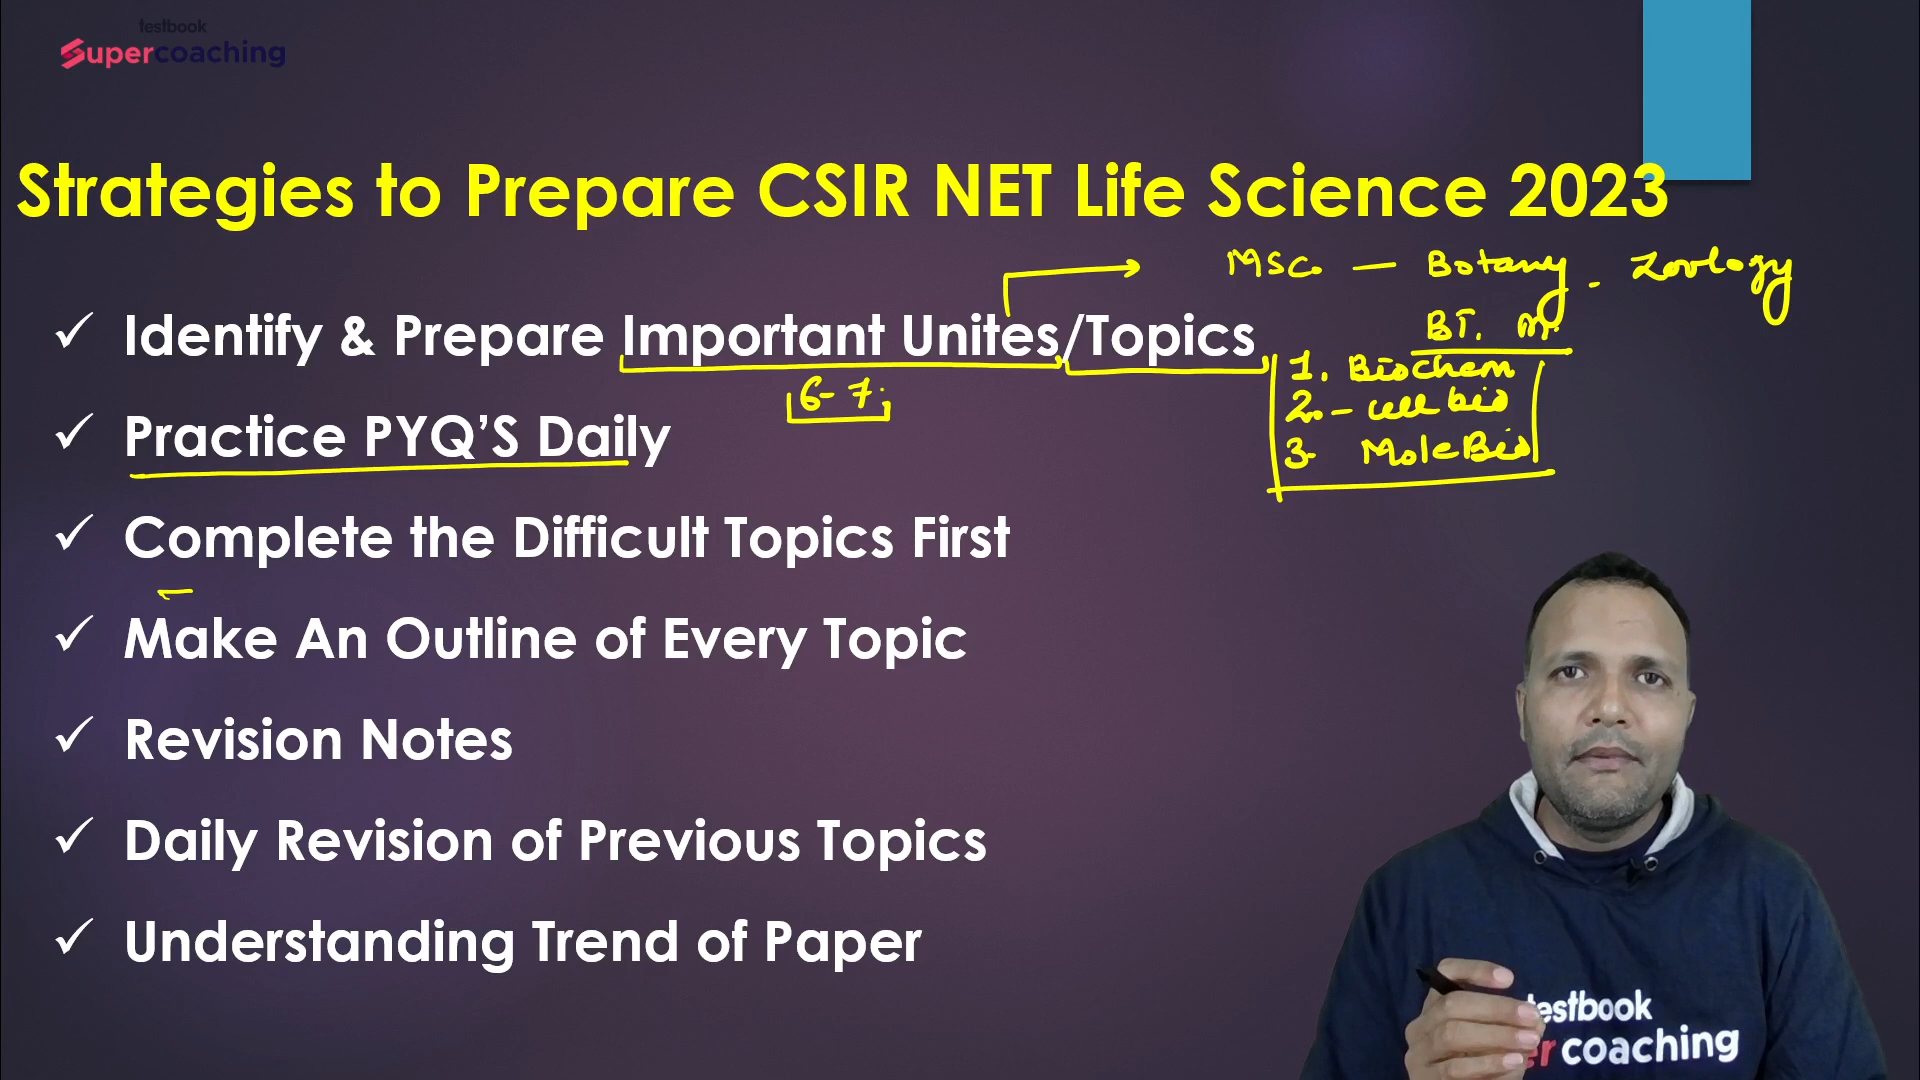 testbook
Supercoaching
Strategies to Prepare CSIR NET Life Science 2023
MSc. — Botany - Zoology
✓ Identify & Prepare Important Unites/Topics
BT. M.
1. Biochem
6-7
2. - cell bio
✓ Practice PYQ'S Daily
3- MoleBio
✓ Complete the Difficult Topics First
✓ Make An Outline of Every Topic
✓ Revision Notes
✓ Daily Revision of Previous Topics
✓ Understanding Trend of Paper
testbook
er coaching